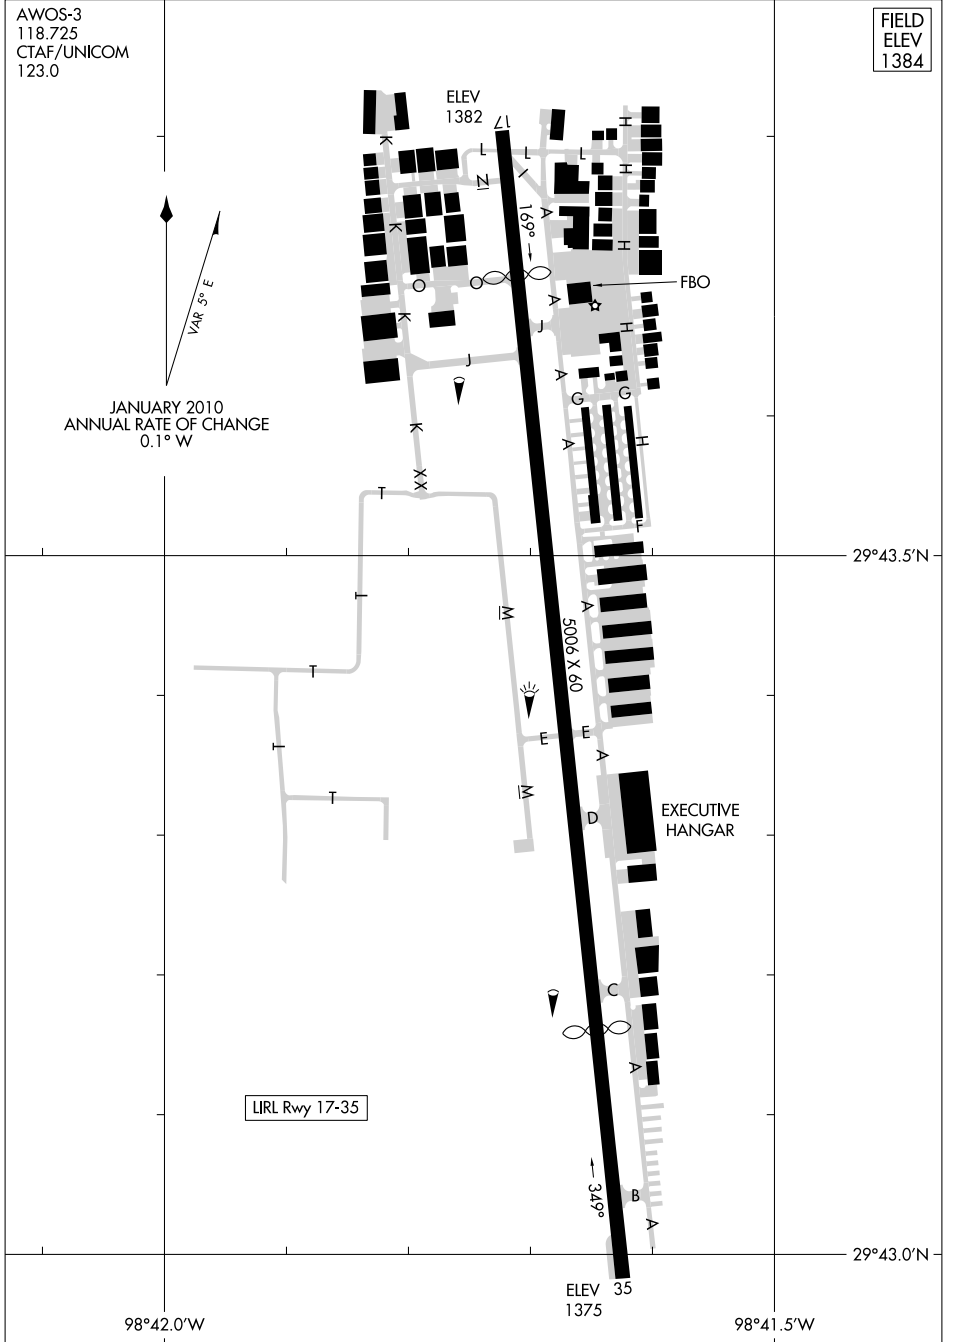 AWOS-3
118.725
CTAF/UNICOM
123.0
FIELD
ELEV
1384
ELEV
1382
17
H
K
L
L
L
I
H
N
A
169°
K
H
O
O
A
FBO
VAR 5° E
K
J
H
J
A
JANUARY 2010
ANNUAL RATE OF CHANGE
0.1° W
G
G
K
A
H
X
X
T
F
29°43.5'N
T
A
M
5006 X 60
T
E
E
T
A
T
M
D
EXECUTIVE
HANGAR
C
A
LIRL Rwy 17-35
349°
B
A
29°43.0'N
ELEV
1375
35
98°42.0'W
98°41.5'W